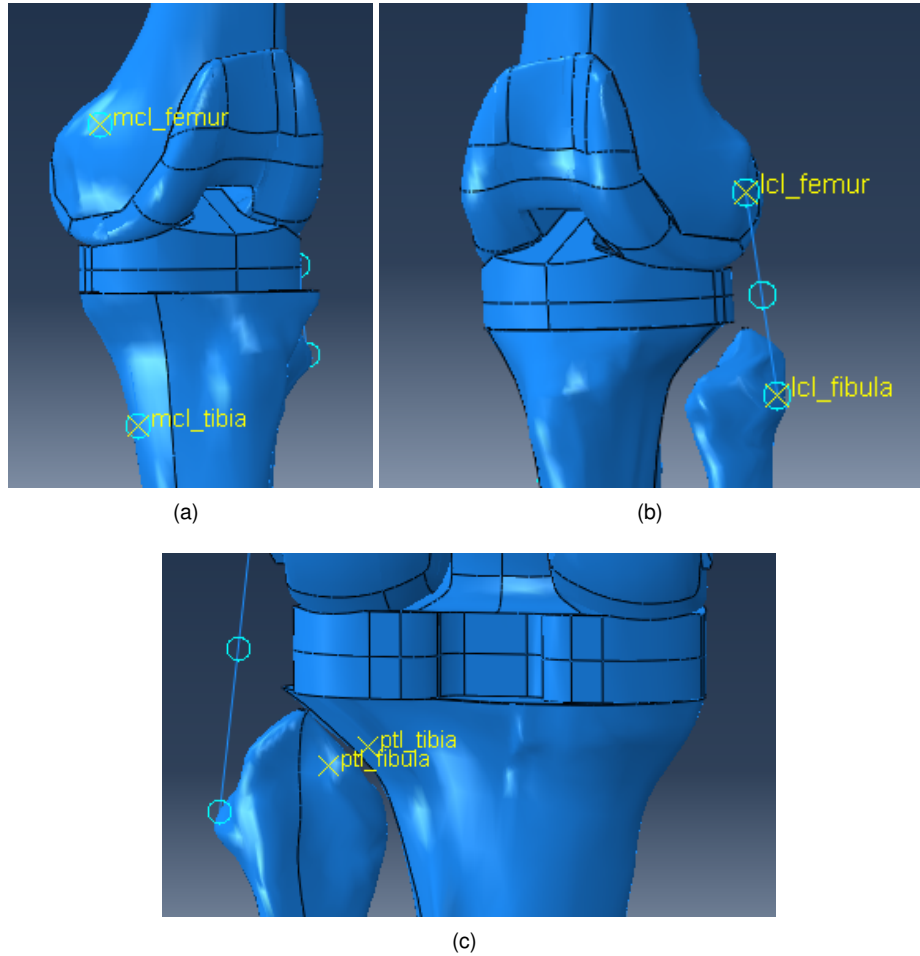 mcl_femur
mcl_tibia
(a)
lcl_femur
lcl_fibula
(b)
ptl_tibia
ptl_fibula
(c)